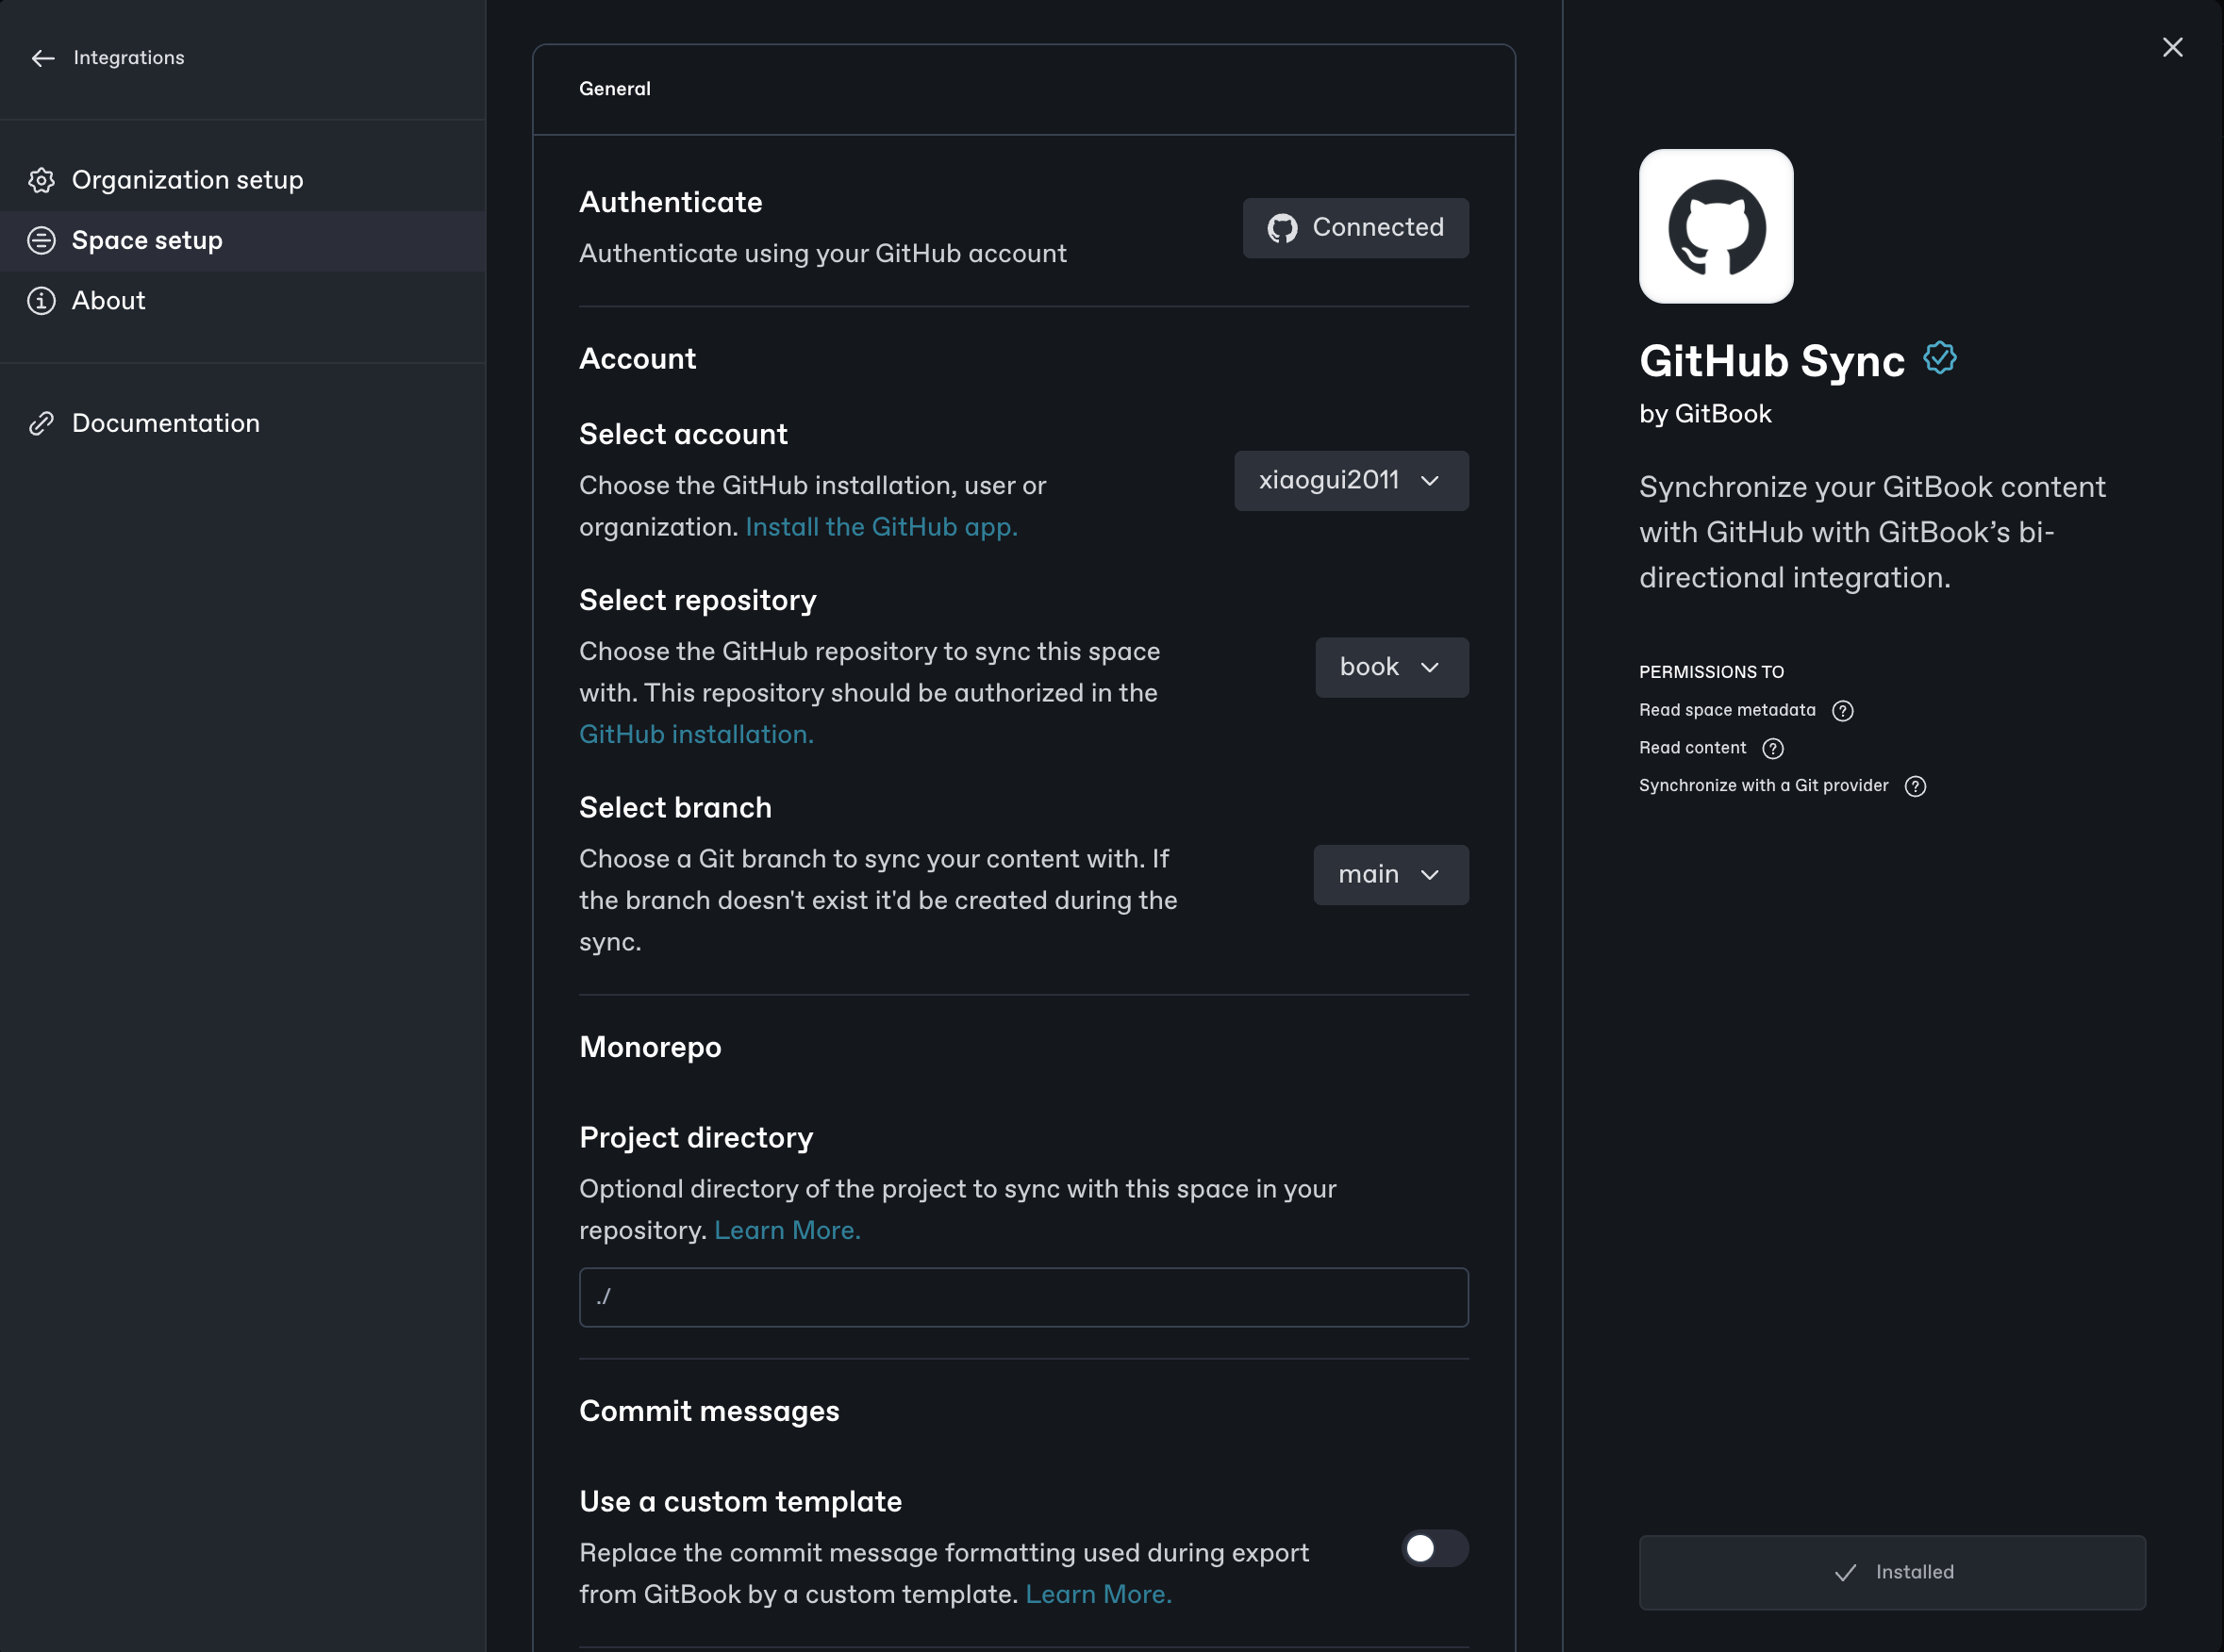 Integrations
Organization setup
Space setup
About
Documentation
General
Authenticate
Authenticate using your GitHub account
Connected
Account
Select account
Choose the GitHub installation, user or
organization. Install the GitHub app.
xiaogui2011
Select repository
Choose the GitHub repository to sync this space
with. This repository should be authorized in the
GitHub installation.
book
Select branch
Choose a Git branch to sync your content with. If
the branch doesn't exist it'd be created during the
sync.
main
Monorepo
Project directory
Optional directory of the project to sync with this space in your
repository. Learn More.
./
Commit messages
Use a custom template
Replace the commit message formatting used during export
from GitBook by a custom template. Learn More.
GitHub Sync
by GitBook
Synchronize your GitBook content
with GitHub with GitBook’s bi-
directional integration.
PERMISSIONS TO
Read space metadata
Read content
Synchronize with a Git provider
Installed